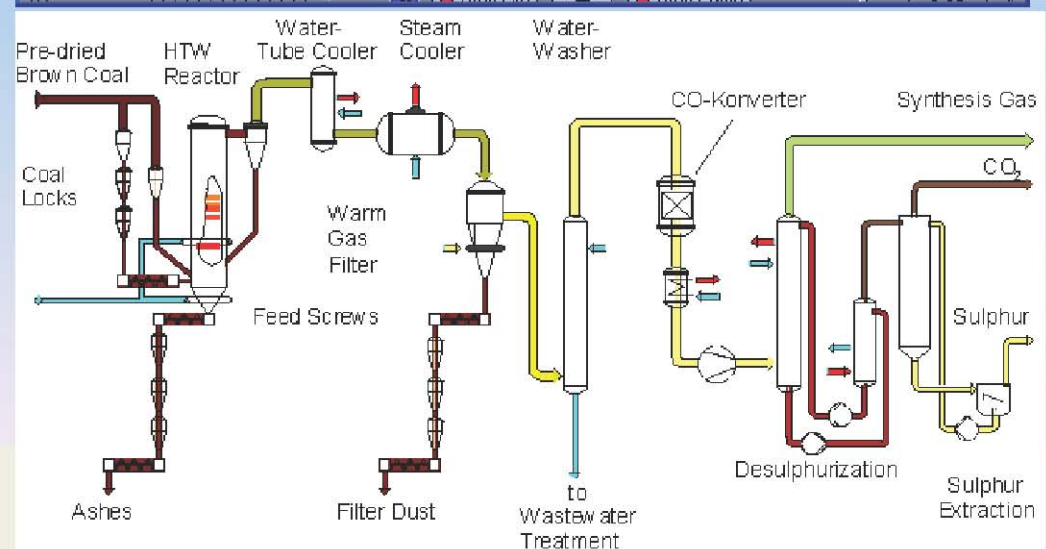 Pre-dried
Brown Coal
HTW
Reactor
Water-
Tube Cooler
Steam
Cooler
Water-
Washer
CO-Konverter
Synthesis Gas
CO2
Coal
Locks
Warm
Gas
Filter
Feed Screws
Sulphur
Desulphurization
Sulphur
Extraction
Ashes
Filter Dust
to
Wastewater
Treatment